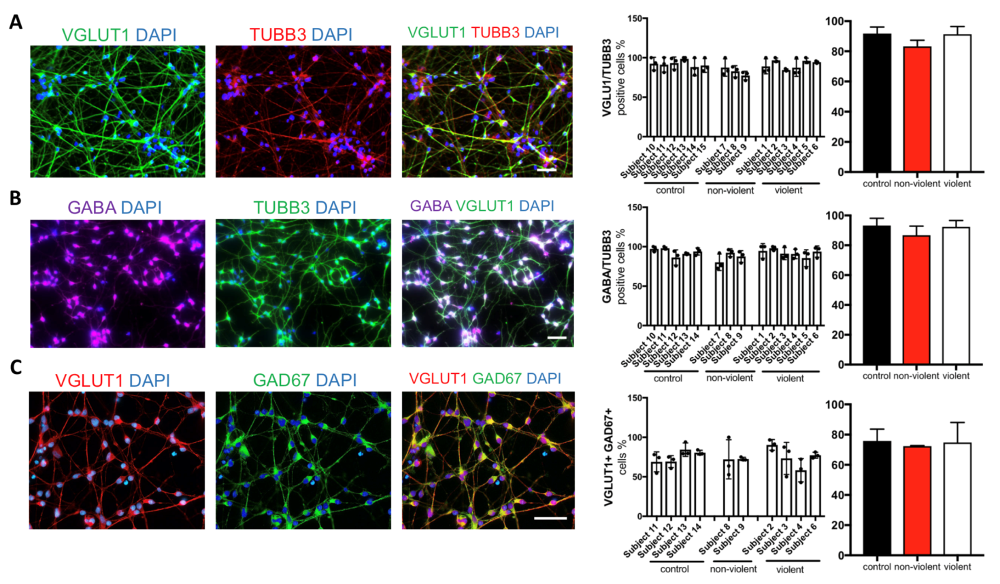 A
VGLUT1 DAPI
TUBB3 DAPI
VGLUT1 TUBB3 DAPI
VGLU1/TUBB3
positive cells %
150
100
50
0
Subject 10
Subject 11
Subject 12
Subject 13
Subject 14
Subject 15
Subject 7
Subject 8
Subject 9
Subject 1
Subject 2
Subject 3
Subject 4
Subject 5
Subject 6
control
non-violent
violent
100
80
60
40
20
0
control non-violent violent
B
GABA DAPI
TUBB3 DAPI
GABA VGLUT1 DAPI
GABA/TUBB3
positive cells %
150
100
50
0
Subject 10
Subject 11
Subject 12
Subject 13
Subject 14
Subject 7
Subject 8
Subject 9
Subject 1
Subject 2
Subject 3
Subject 4
Subject 5
Subject 6
control
non-violent
violent
100
80
60
40
20
0
control non-violent violent
C
VGLUT1 DAPI
GAD67 DAPI
VGLUT1 GAD67 DAPI
VGLUT1+ GAD67+
cells %
150
100
50
0
Subject 11
Subject 12
Subject 13
Subject 14
Subject 8
Subject 9
Subject 2
Subject 3
Subject 4
Subject 6
control
non-violent
violent
100
80
60
40
20
0
control non-violent violent